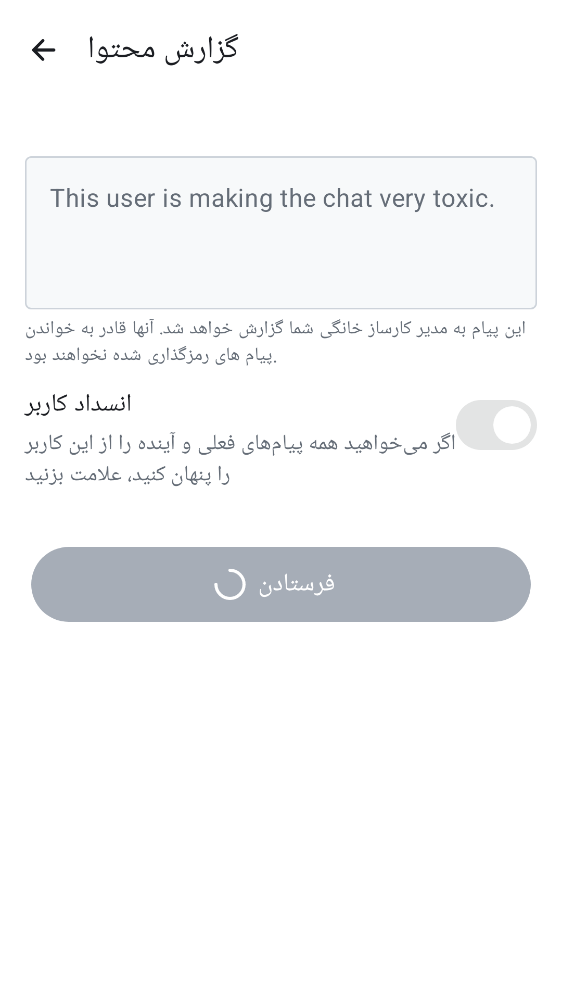 گزارش محتوا
This user is making the chat very toxic.
این پیام به مدیر کارساز خانگی شما گزارش خواهد شد. آنها قادر به خواندن
پیام های رمزگذاری شده نخواهند بود.
انسداد کاربر
اگر می‌خواهید همه پیام‌های فعلی و آینده را از این کاربر
را پنهان کنید، علامت بزنید
فرستادن